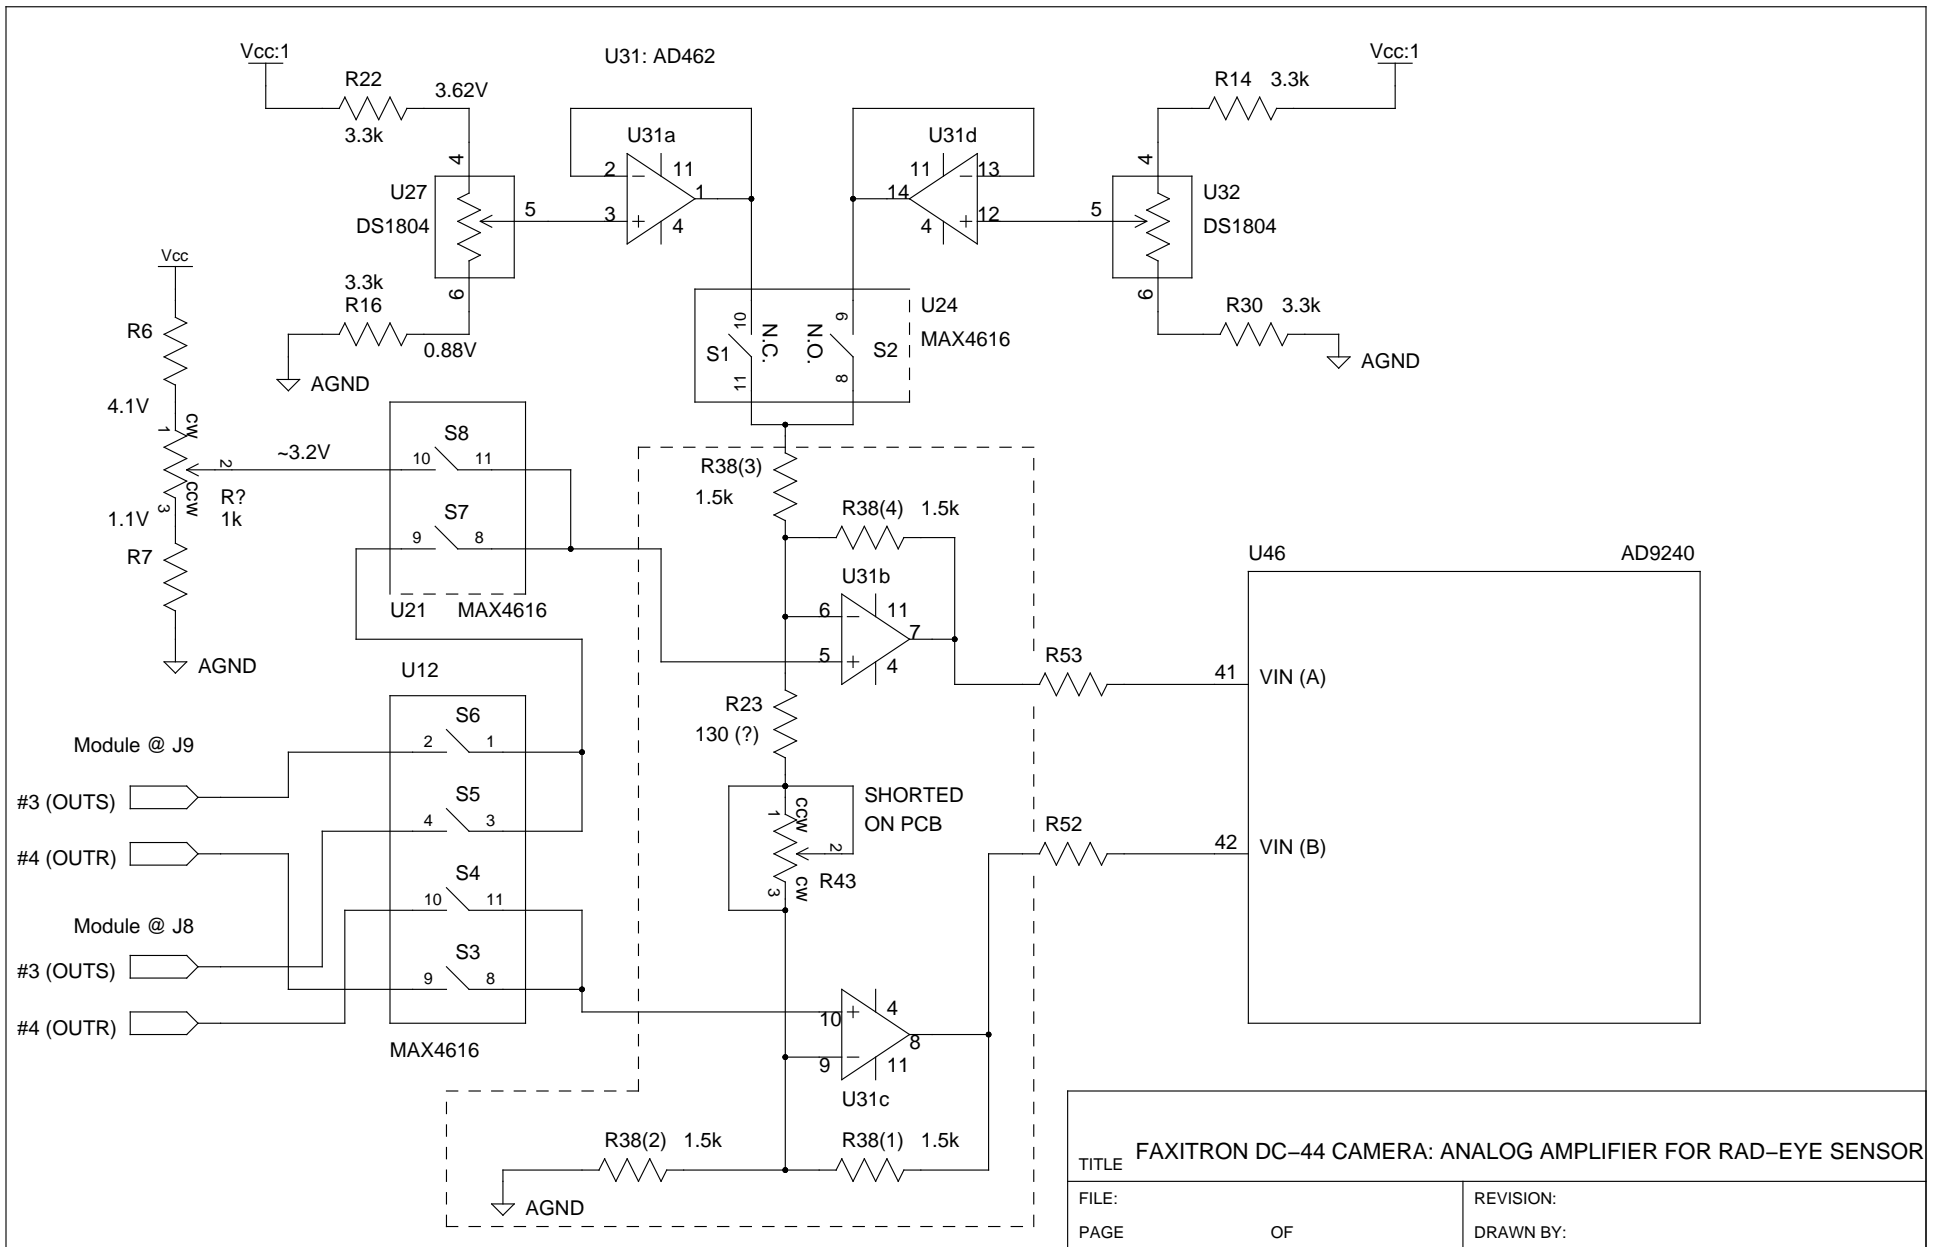 Vcc:1
U31: AD462
Vcc:1
R22
3.62V
3.3k
R14 3.3k
U31a
2
11
3
1
4
U31d
11
13
14
12
4
4
U27
DS1804
5
6
4
U32
DS1804
5
6
Vcc
3.3k
R16
0.88V
AGND
R30 3.3k
AGND
U24
MAX4616
10
N.C.
S1
11
9
N.O.
S2
8
R6
4.1V
1
CW
2
~3.2V
R?
1k
CCW
3
1.1V
R7
AGND
S8
10 11
S7
9 8
U21 MAX4616
R38(3)
1.5k
R38(4) 1.5k
U31b
6
11
7
5
4
U46
AD9240
R53
41 VIN (A)
R23
130 (?)
U12
S6
2 1
S5
4 3
S4
10 11
S3
9 8
MAX4616
Module @ J9
#3 (OUTS)
#4 (OUTR)
Module @ J8
#3 (OUTS)
#4 (OUTR)
SHORTED
ON PCB
CCW
1
2
R43
CW
3
R52
42 VIN (B)
10
4
8
9
11
U31c
R38(2) 1.5k
R38(1) 1.5k
AGND
TITLE FAXITRON DC−44 CAMERA: ANALOG AMPLIFIER FOR RAD−EYE SENSOR
FILE:
REVISION:
PAGE OF
DRAWN BY: